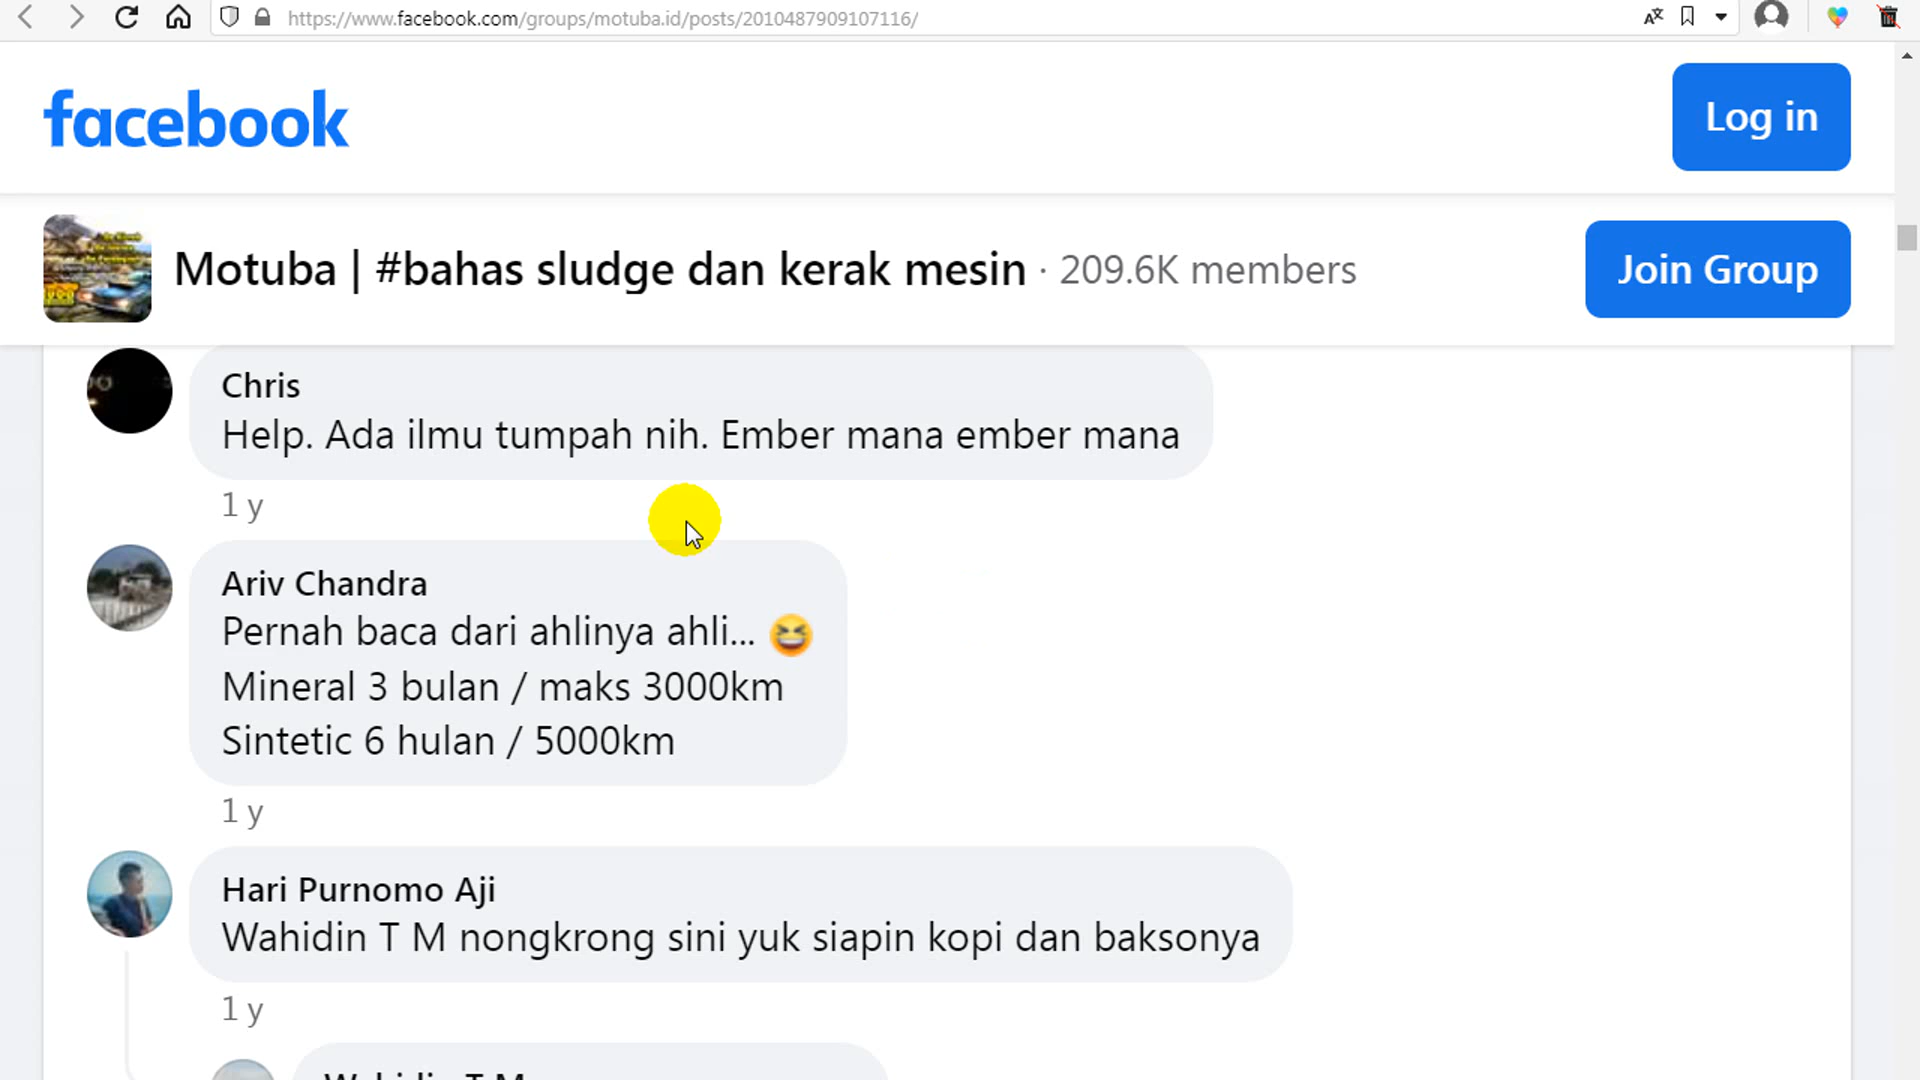 https://www.facebook.com/groups/motuba.id/posts/2010487909107116/
facebook
Log in
Motuba | #bahas sludge dan kerak mesin · 209.6K members
Join Group
Chris
Help. Ada ilmu tumpah nih. Ember mana ember mana
1 y
Ariv Chandra
Pernah baca dari ahlinya ahli... 😆
Mineral 3 bulan / maks 3000km
Sintetic 6 hulan / 5000km
1 y
Hari Purnomo Aji
Wahidin T M nongkrong sini yuk siapin kopi dan baksonya
1 y
Wahidin T M